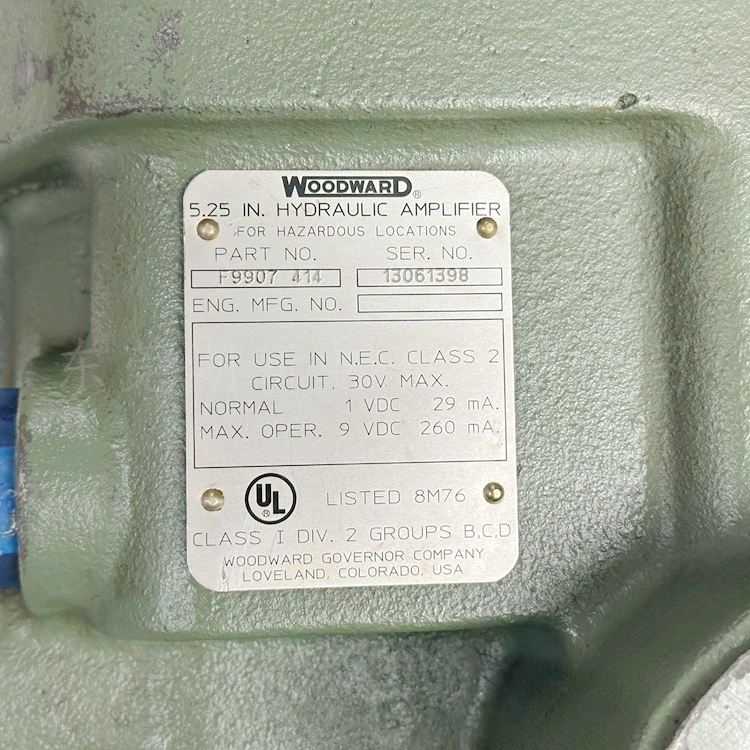 WOODWARD®
5.25 IN. HYDRAULIC AMPLIFIER
FOR HAZARDOUS LOCATIONS
PART NO. SER. NO.
F9907 414 13061398
ENG. MFG. NO.
FOR USE IN N.E.C. CLASS 2
CIRCUIT, 30V MAX.
NORMAL 1 VDC 29 mA.
MAX. OPER. 9 VDC 260 mA.
UL® LISTED 8M76
CLASS I DIV. 2 GROUPS B,C,D
WOODWARD GOVERNOR COMPANY
LOVELAND, COLORADO, USA